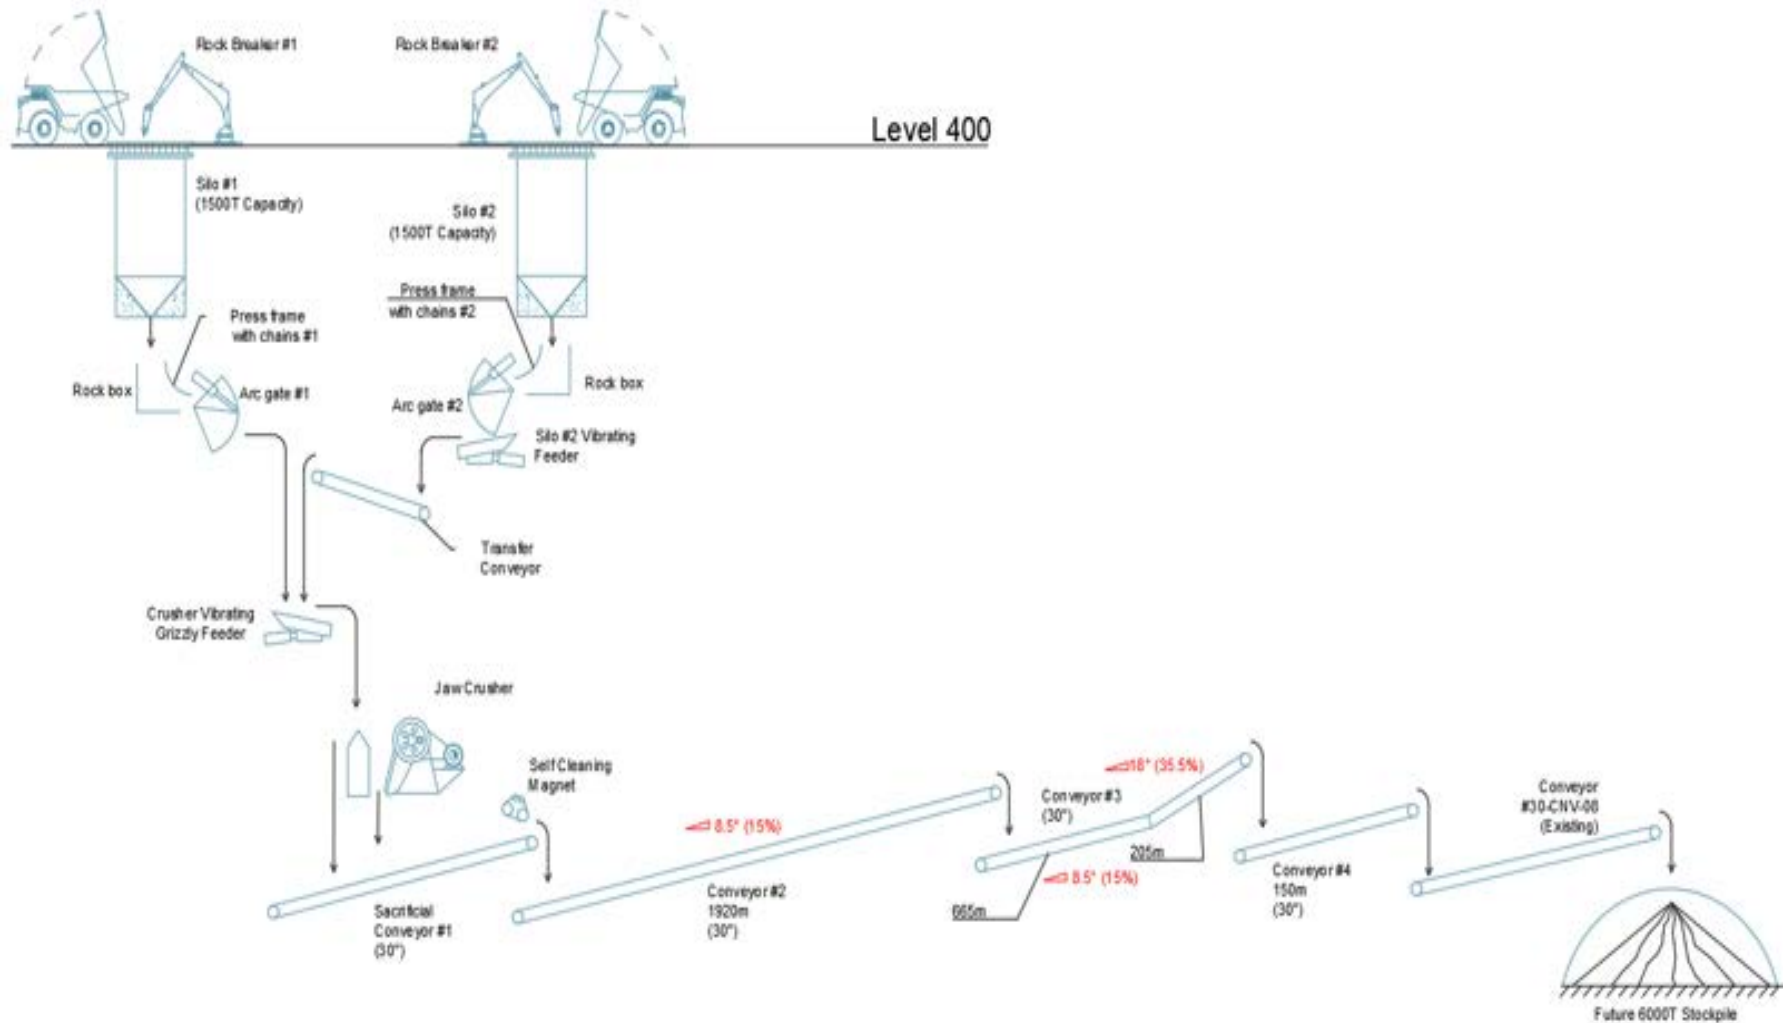 Rock Breaker #1
Rock Breaker #2
Level 400
Silo #1
(1500T Capacity)
Silo #2
(1500T Capacity)
Press frame
with chains #2
Press frame
with chains #1
Rock box
Arc gate #1
Rock box
Arc gate #2
Silo #2 Vibrating
Feeder
Transfer
Conveyor
Crusher Vibrating
Grizzly Feeder
Jaw Crusher
Self Cleaning
Magnet
8.5° (15%)
18° (35.5%)
Conveyor #3
(30")
205m
8.5° (15%)
665m
Conveyor
#30-CNV-08
(Existing)
Conveyor #4
150m
(30")
Conveyor #2
1920m
(30")
Sacrificial
Conveyor #1
(30")
Future 6000T Stockpile